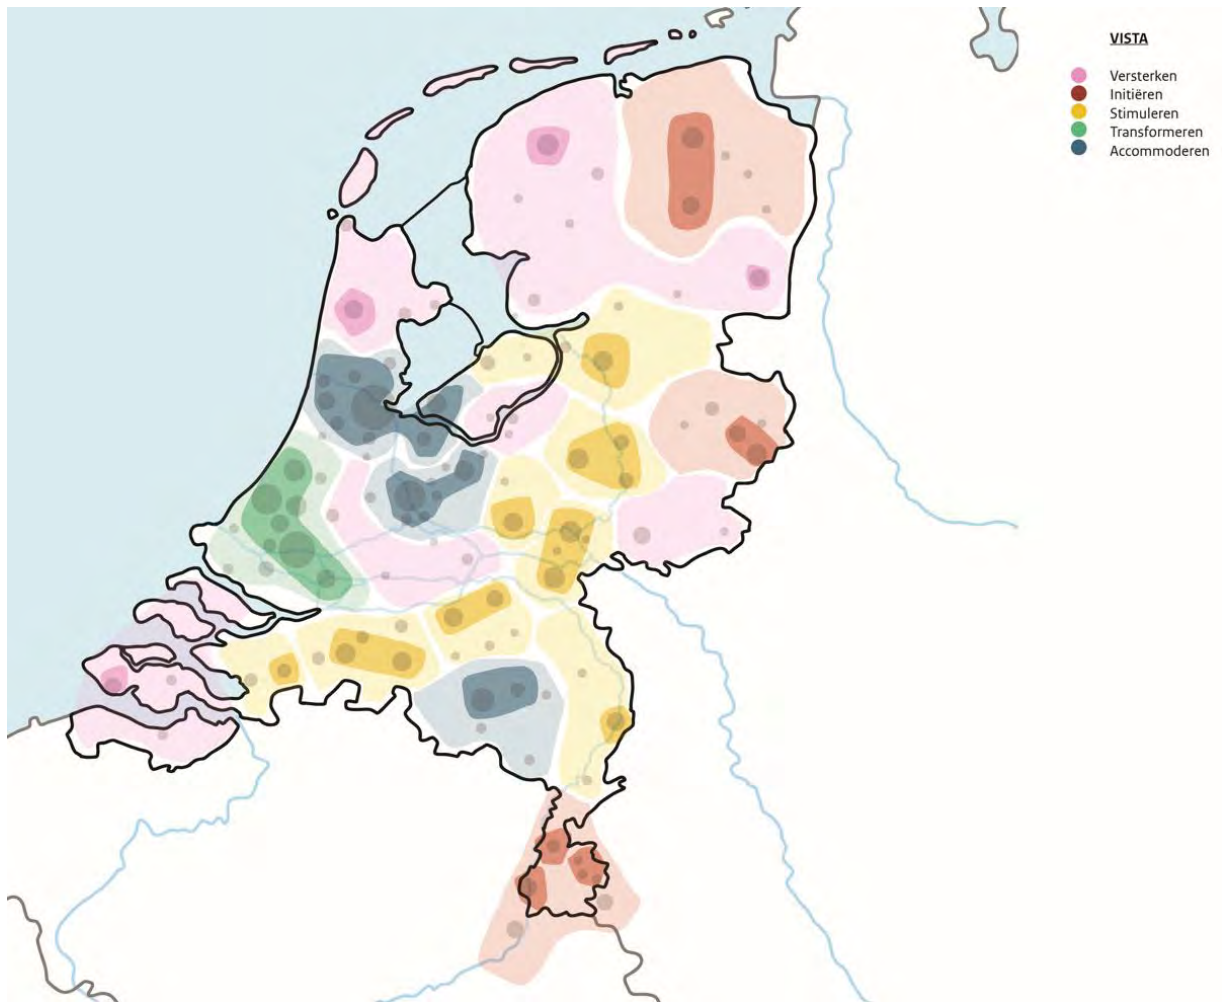 VISTA
Versterken
Initiëren
Stimuleren
Transformeren
Accommoderen